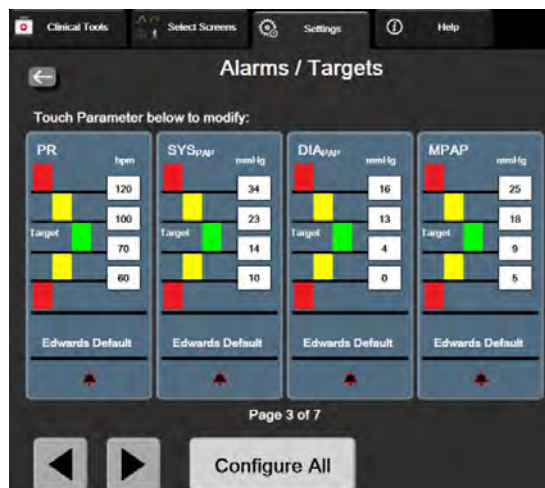 Clinical Tools Select Screens Settings Help
Alarms / Targets
Touch Parameter below to modify:
PR SYSPAP DIAPAP MPAP
bpm mmHg mmHg mmHg
120 34 16 25
100 23 13 18
Target Target Target Target
70 14 4 9
60 10 0 5
Edwards Default Edwards Default Edwards Default Edwards Default
Page 3 of 7
Configure All